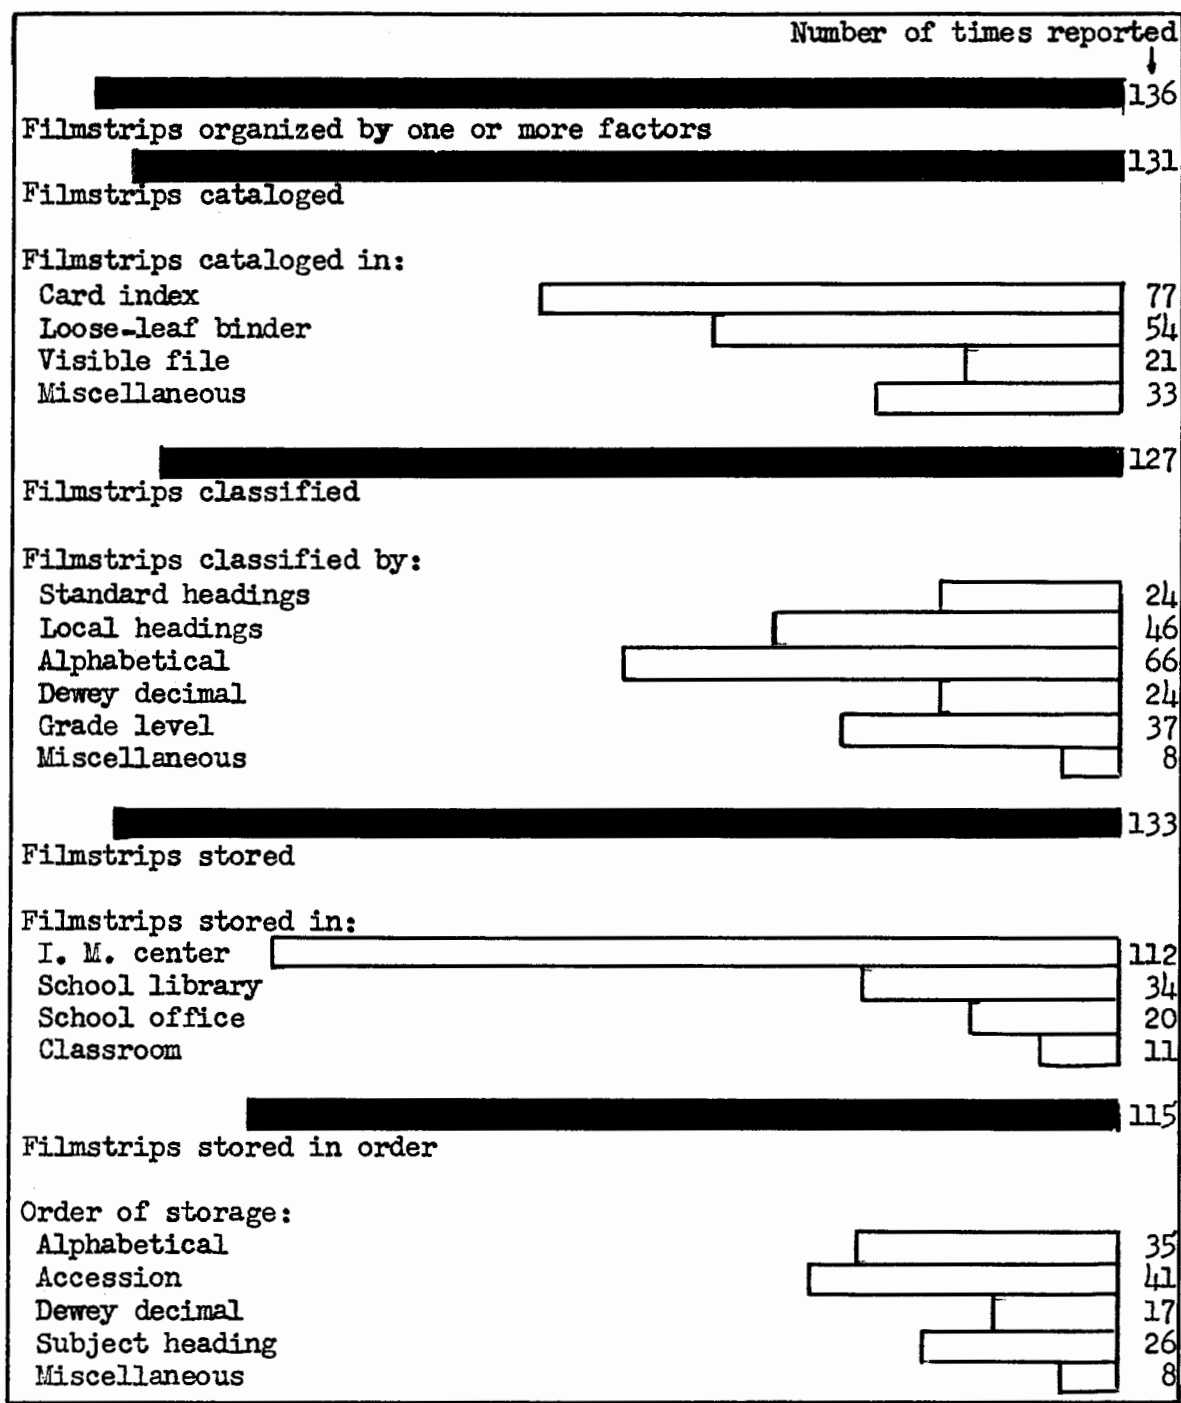 Number of times reported
136
Filmstrips organized by one or more factors
131
Filmstrips cataloged
Filmstrips cataloged in:
Card index 77
Loose-leaf binder 54
Visible file 21
Miscellaneous 33
127
Filmstrips classified
Filmstrips classified by:
Standard headings 24
Local headings 46
Alphabetical 66
Dewey decimal 24
Grade level 37
Miscellaneous 8
133
Filmstrips stored
Filmstrips stored in:
I. M. center 112
School library 34
School office 20
Classroom 11
115
Filmstrips stored in order
Order of storage:
Alphabetical 35
Accession 41
Dewey decimal 17
Subject heading 26
Miscellaneous 8